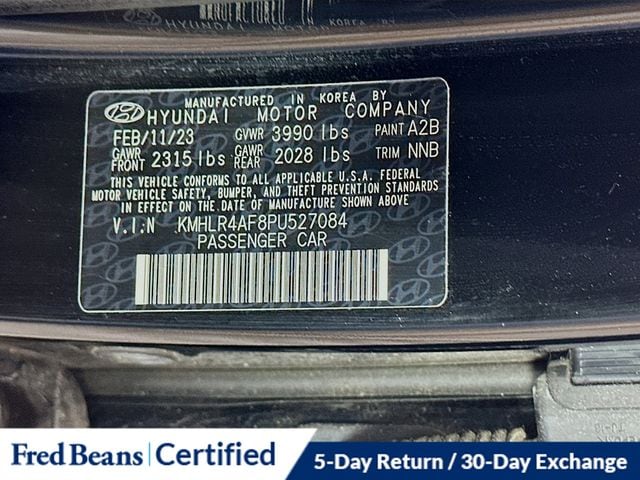 MANUFACTURED IN KOREA BY
HYUNDAI MOTOR COMPANY
FEB/11/23 GVWR 3990 lbs PAINT A2B
GAWR FRONT 2315 lbs GAWR REAR 2028 lbs TRIM NNB
THIS VEHICLE CONFORMS TO ALL APPLICABLE U.S.A. FEDERAL
MOTOR VEHICLE SAFETY, BUMPER, AND THEFT PREVENTION STANDARDS
IN EFFECT ON THE DATE OF MANUFACTURE SHOWN ABOVE
V.I.N KMHLR4AF8PU527084
PASSENGER CAR
Fred Beans Certified
5-Day Return / 30-Day Exchange